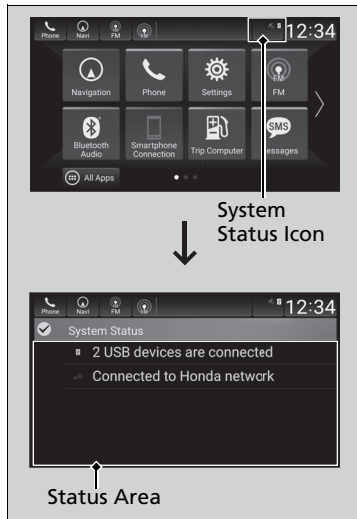 Phone Navi FM FM 12:34
Navigation Phone Settings FM
Bluetooth Smartphone Trip Computer Messages
Audio Connection
SMS
All Apps
System
Status Icon
Phone Navi FM 12:34
System Status
2 USB devices are connected
Connected to Honda network
Status Area